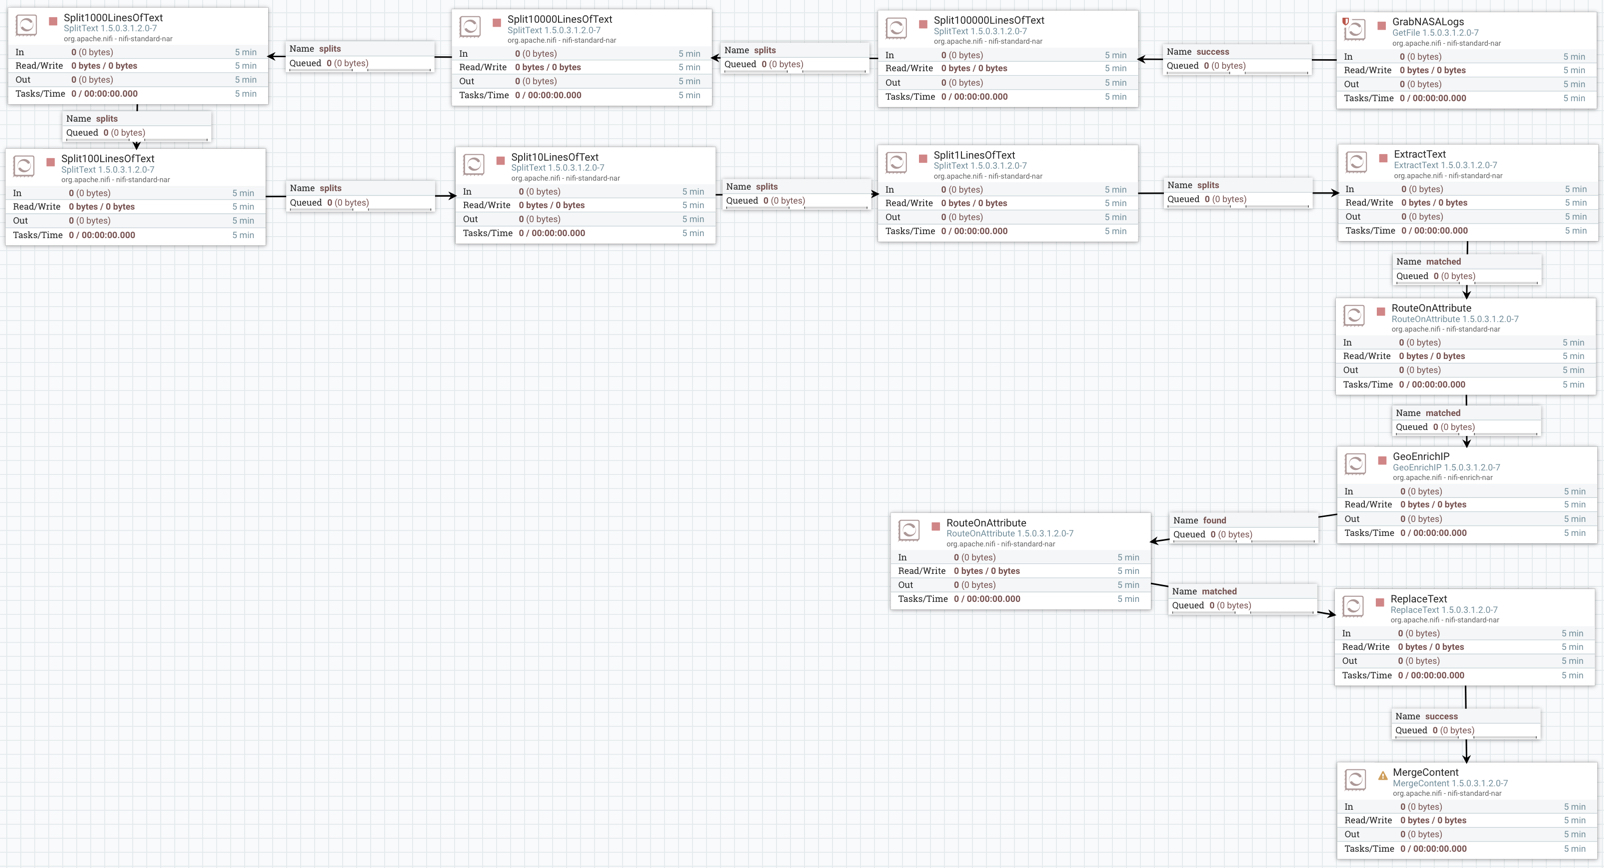 Split1000LinesOfText
SplitText 1.5.0.3.1.2.0-7
org.apache.nifi - nifi-standard-nar
In 0 (0 bytes) 5 min
Read/Write 0 bytes / 0 bytes 5 min
Out 0 (0 bytes) 5 min
Tasks/Time 0 / 00:00:00.000 5 min
Name splits
Queued 0 (0 bytes)
Split10000LinesOfText
SplitText 1.5.0.3.1.2.0-7
org.apache.nifi - nifi-standard-nar
In 0 (0 bytes) 5 min
Read/Write 0 bytes / 0 bytes 5 min
Out 0 (0 bytes) 5 min
Tasks/Time 0 / 00:00:00.000 5 min
Name splits
Queued 0 (0 bytes)
Split100000LinesOfText
SplitText 1.5.0.3.1.2.0-7
org.apache.nifi - nifi-standard-nar
In 0 (0 bytes) 5 min
Read/Write 0 bytes / 0 bytes 5 min
Out 0 (0 bytes) 5 min
Tasks/Time 0 / 00:00:00.000 5 min
Name success
Queued 0 (0 bytes)
GrabNASALogs
GetFile 1.5.0.3.1.2.0-7
org.apache.nifi - nifi-standard-nar
In 0 (0 bytes) 5 min
Read/Write 0 bytes / 0 bytes 5 min
Out 0 (0 bytes) 5 min
Tasks/Time 0 / 00:00:00.000 5 min
Name splits
Queued 0 (0 bytes)
Split100LinesOfText
SplitText 1.5.0.3.1.2.0-7
org.apache.nifi - nifi-standard-nar
In 0 (0 bytes) 5 min
Read/Write 0 bytes / 0 bytes 5 min
Out 0 (0 bytes) 5 min
Tasks/Time 0 / 00:00:00.000 5 min
Name splits
Queued 0 (0 bytes)
Split10LinesOfText
SplitText 1.5.0.3.1.2.0-7
org.apache.nifi - nifi-standard-nar
In 0 (0 bytes) 5 min
Read/Write 0 bytes / 0 bytes 5 min
Out 0 (0 bytes) 5 min
Tasks/Time 0 / 00:00:00.000 5 min
Name splits
Queued 0 (0 bytes)
Split1LinesOfText
SplitText 1.5.0.3.1.2.0-7
org.apache.nifi - nifi-standard-nar
In 0 (0 bytes) 5 min
Read/Write 0 bytes / 0 bytes 5 min
Out 0 (0 bytes) 5 min
Tasks/Time 0 / 00:00:00.000 5 min
Name splits
Queued 0 (0 bytes)
ExtractText
ExtractText 1.5.0.3.1.2.0-7
org.apache.nifi - nifi-standard-nar
In 0 (0 bytes) 5 min
Read/Write 0 bytes / 0 bytes 5 min
Out 0 (0 bytes) 5 min
Tasks/Time 0 / 00:00:00.000 5 min
Name matched
Queued 0 (0 bytes)
RouteOnAttribute
RouteOnAttribute 1.5.0.3.1.2.0-7
org.apache.nifi - nifi-standard-nar
In 0 (0 bytes) 5 min
Read/Write 0 bytes / 0 bytes 5 min
Out 0 (0 bytes) 5 min
Tasks/Time 0 / 00:00:00.000 5 min
Name matched
Queued 0 (0 bytes)
GeoEnrichIP
GeoEnrichIP 1.5.0.3.1.2.0-7
org.apache.nifi - nifi-enrich-nar
In 0 (0 bytes) 5 min
Read/Write 0 bytes / 0 bytes 5 min
Out 0 (0 bytes) 5 min
Tasks/Time 0 / 00:00:00.000 5 min
Name found
Queued 0 (0 bytes)
RouteOnAttribute
RouteOnAttribute 1.5.0.3.1.2.0-7
org.apache.nifi - nifi-standard-nar
In 0 (0 bytes) 5 min
Read/Write 0 bytes / 0 bytes 5 min
Out 0 (0 bytes) 5 min
Tasks/Time 0 / 00:00:00.000 5 min
Name matched
Queued 0 (0 bytes)
ReplaceText
ReplaceText 1.5.0.3.1.2.0-7
org.apache.nifi - nifi-standard-nar
In 0 (0 bytes) 5 min
Read/Write 0 bytes / 0 bytes 5 min
Out 0 (0 bytes) 5 min
Tasks/Time 0 / 00:00:00.000 5 min
Name success
Queued 0 (0 bytes)
MergeContent
MergeContent 1.5.0.3.1.2.0-7
org.apache.nifi - nifi-standard-nar
In 0 (0 bytes) 5 min
Read/Write 0 bytes / 0 bytes 5 min
Out 0 (0 bytes) 5 min
Tasks/Time 0 / 00:00:00.000 5 min